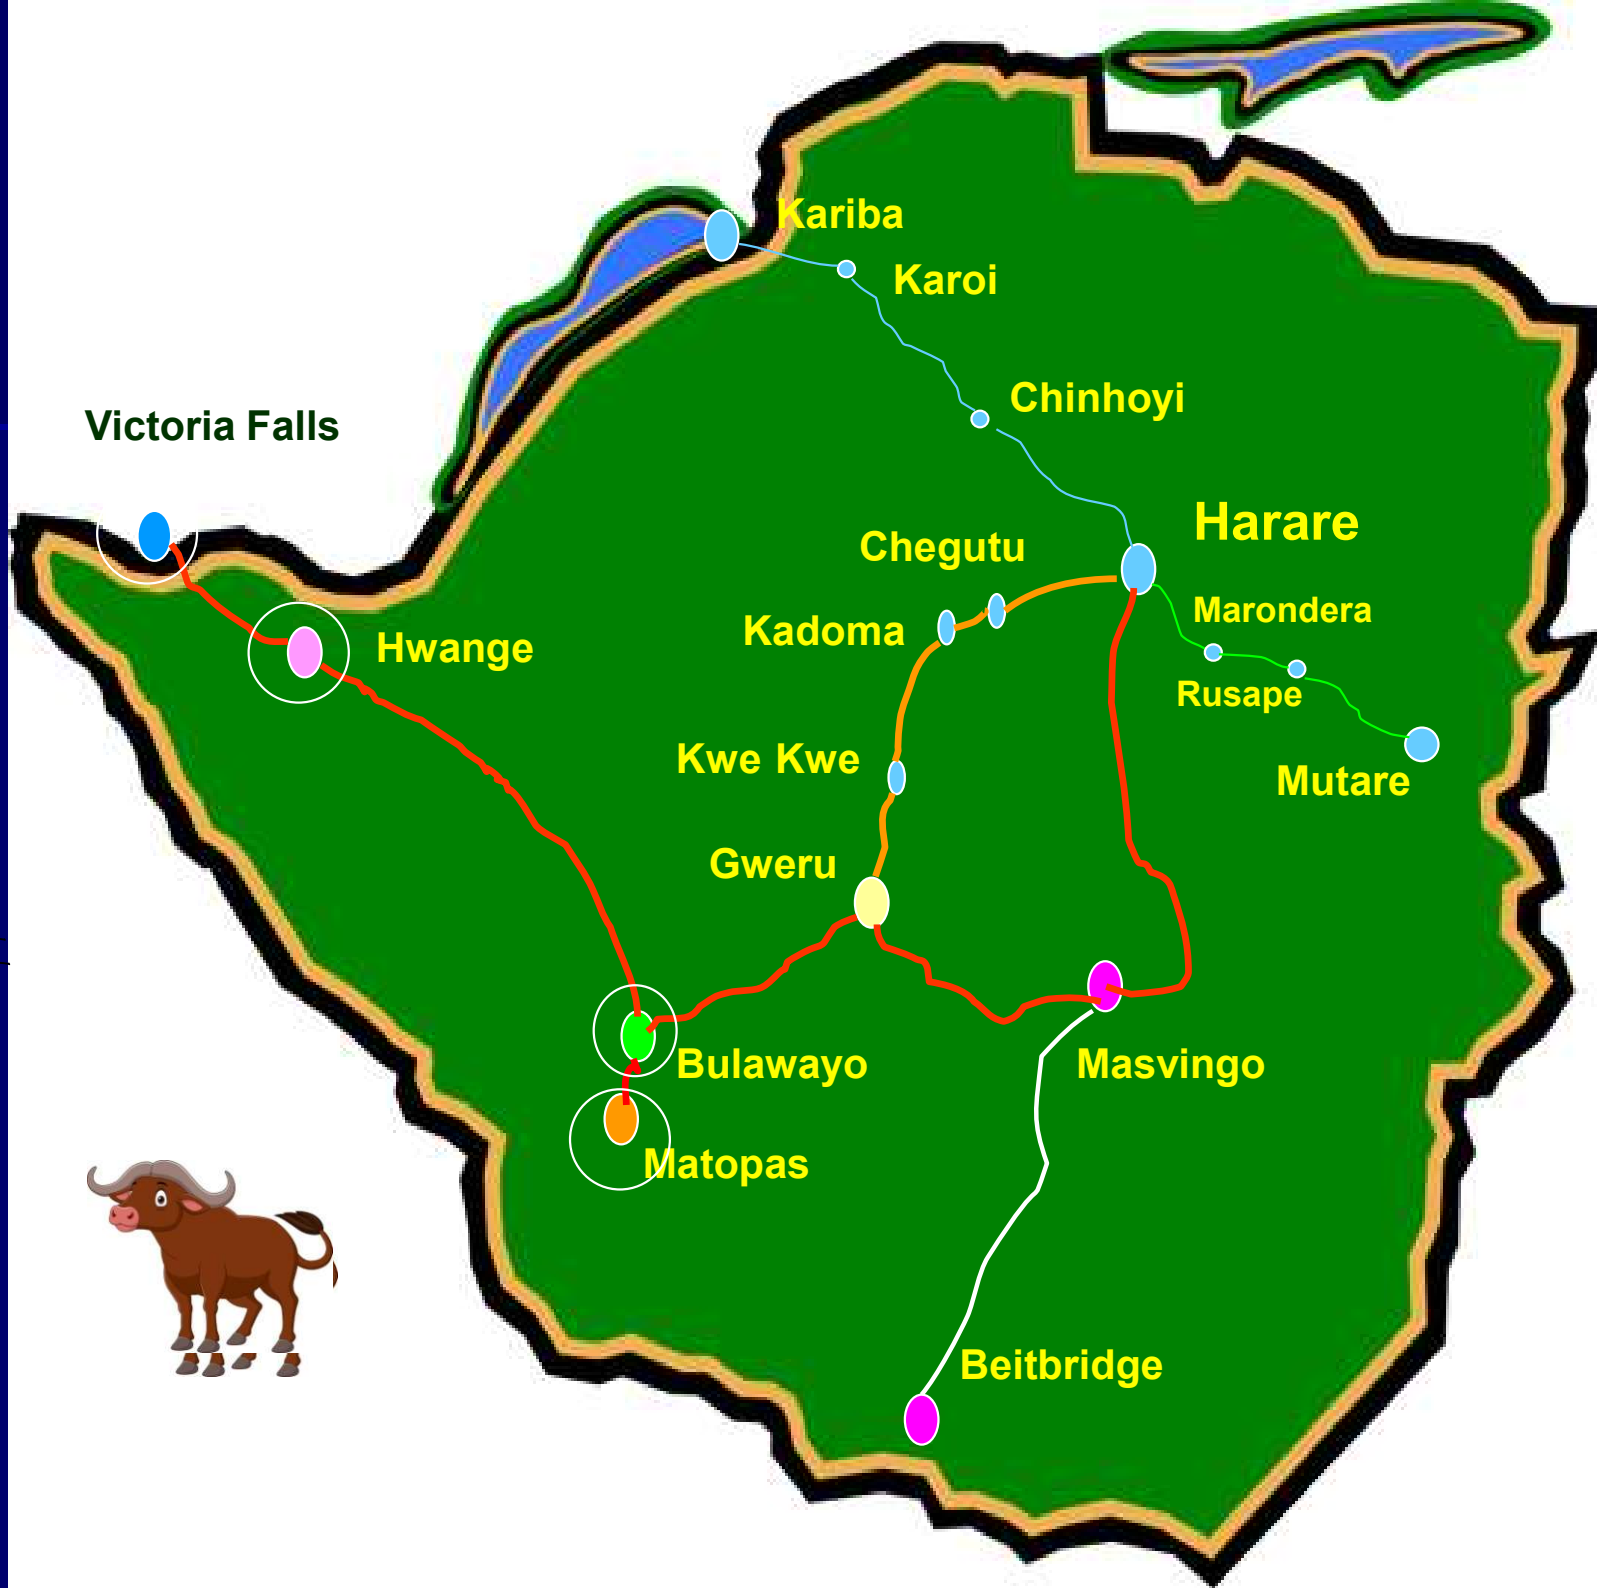 Kariba
Karoi
Chinhoyi
Victoria Falls
Harare
Chegutu
Marondera
Kadoma
Hwange
Rusape
Kwe Kwe
Mutare
Gweru
Bulawayo
Masvingo
Matopas
Beitbridge